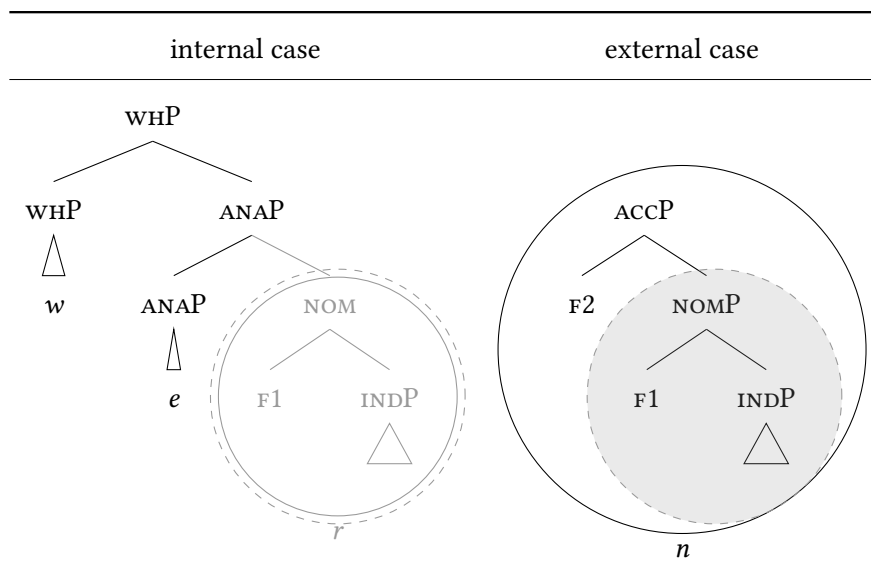 internal case external case
WHP
WHP ANAP ACCP
w ANAP NOM F2 NOMP
e F1 INDP F1 INDP
r
n